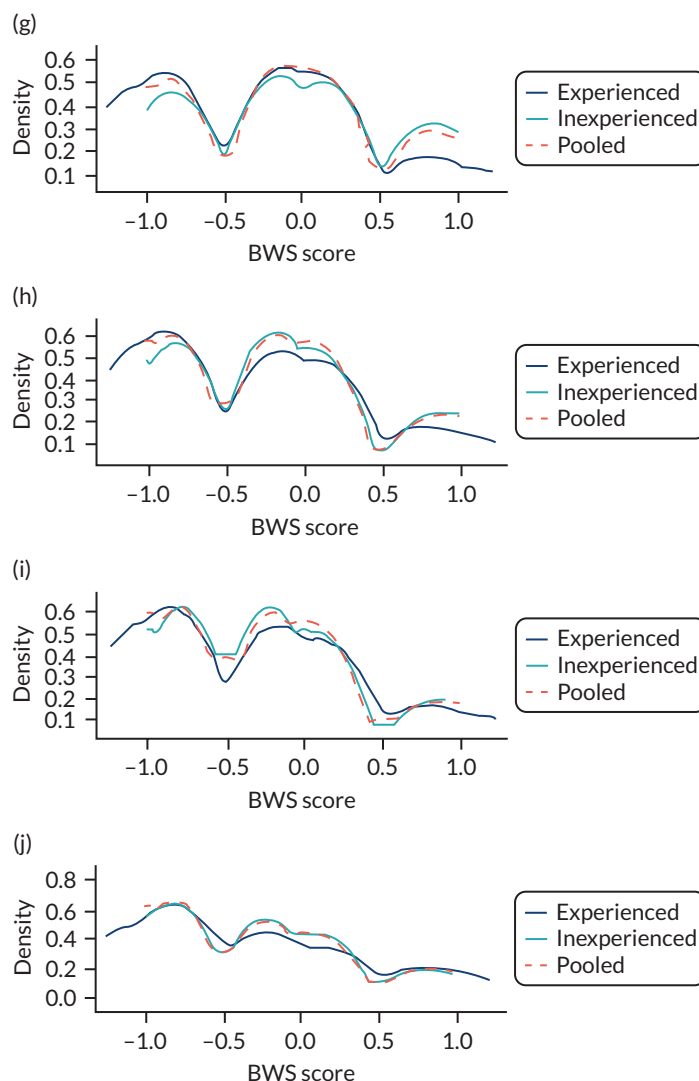 (g)
0.6
0.5
0.4
0.3
0.2
0.1
Density
−1.0 −0.5 0.0 0.5 1.0
BWS score
Experienced
Inexperienced
Pooled
(h)
0.6
0.5
0.4
0.3
0.2
0.1
Density
−1.0 −0.5 0.0 0.5 1.0
BWS score
Experienced
Inexperienced
Pooled
(i)
0.6
0.5
0.4
0.3
0.2
0.1
Density
−1.0 −0.5 0.0 0.5 1.0
BWS score
Experienced
Inexperienced
Pooled
(j)
0.8
0.6
0.4
0.2
0.0
Density
−1.0 −0.5 0.0 0.5 1.0
BWS score
Experienced
Inexperienced
Pooled